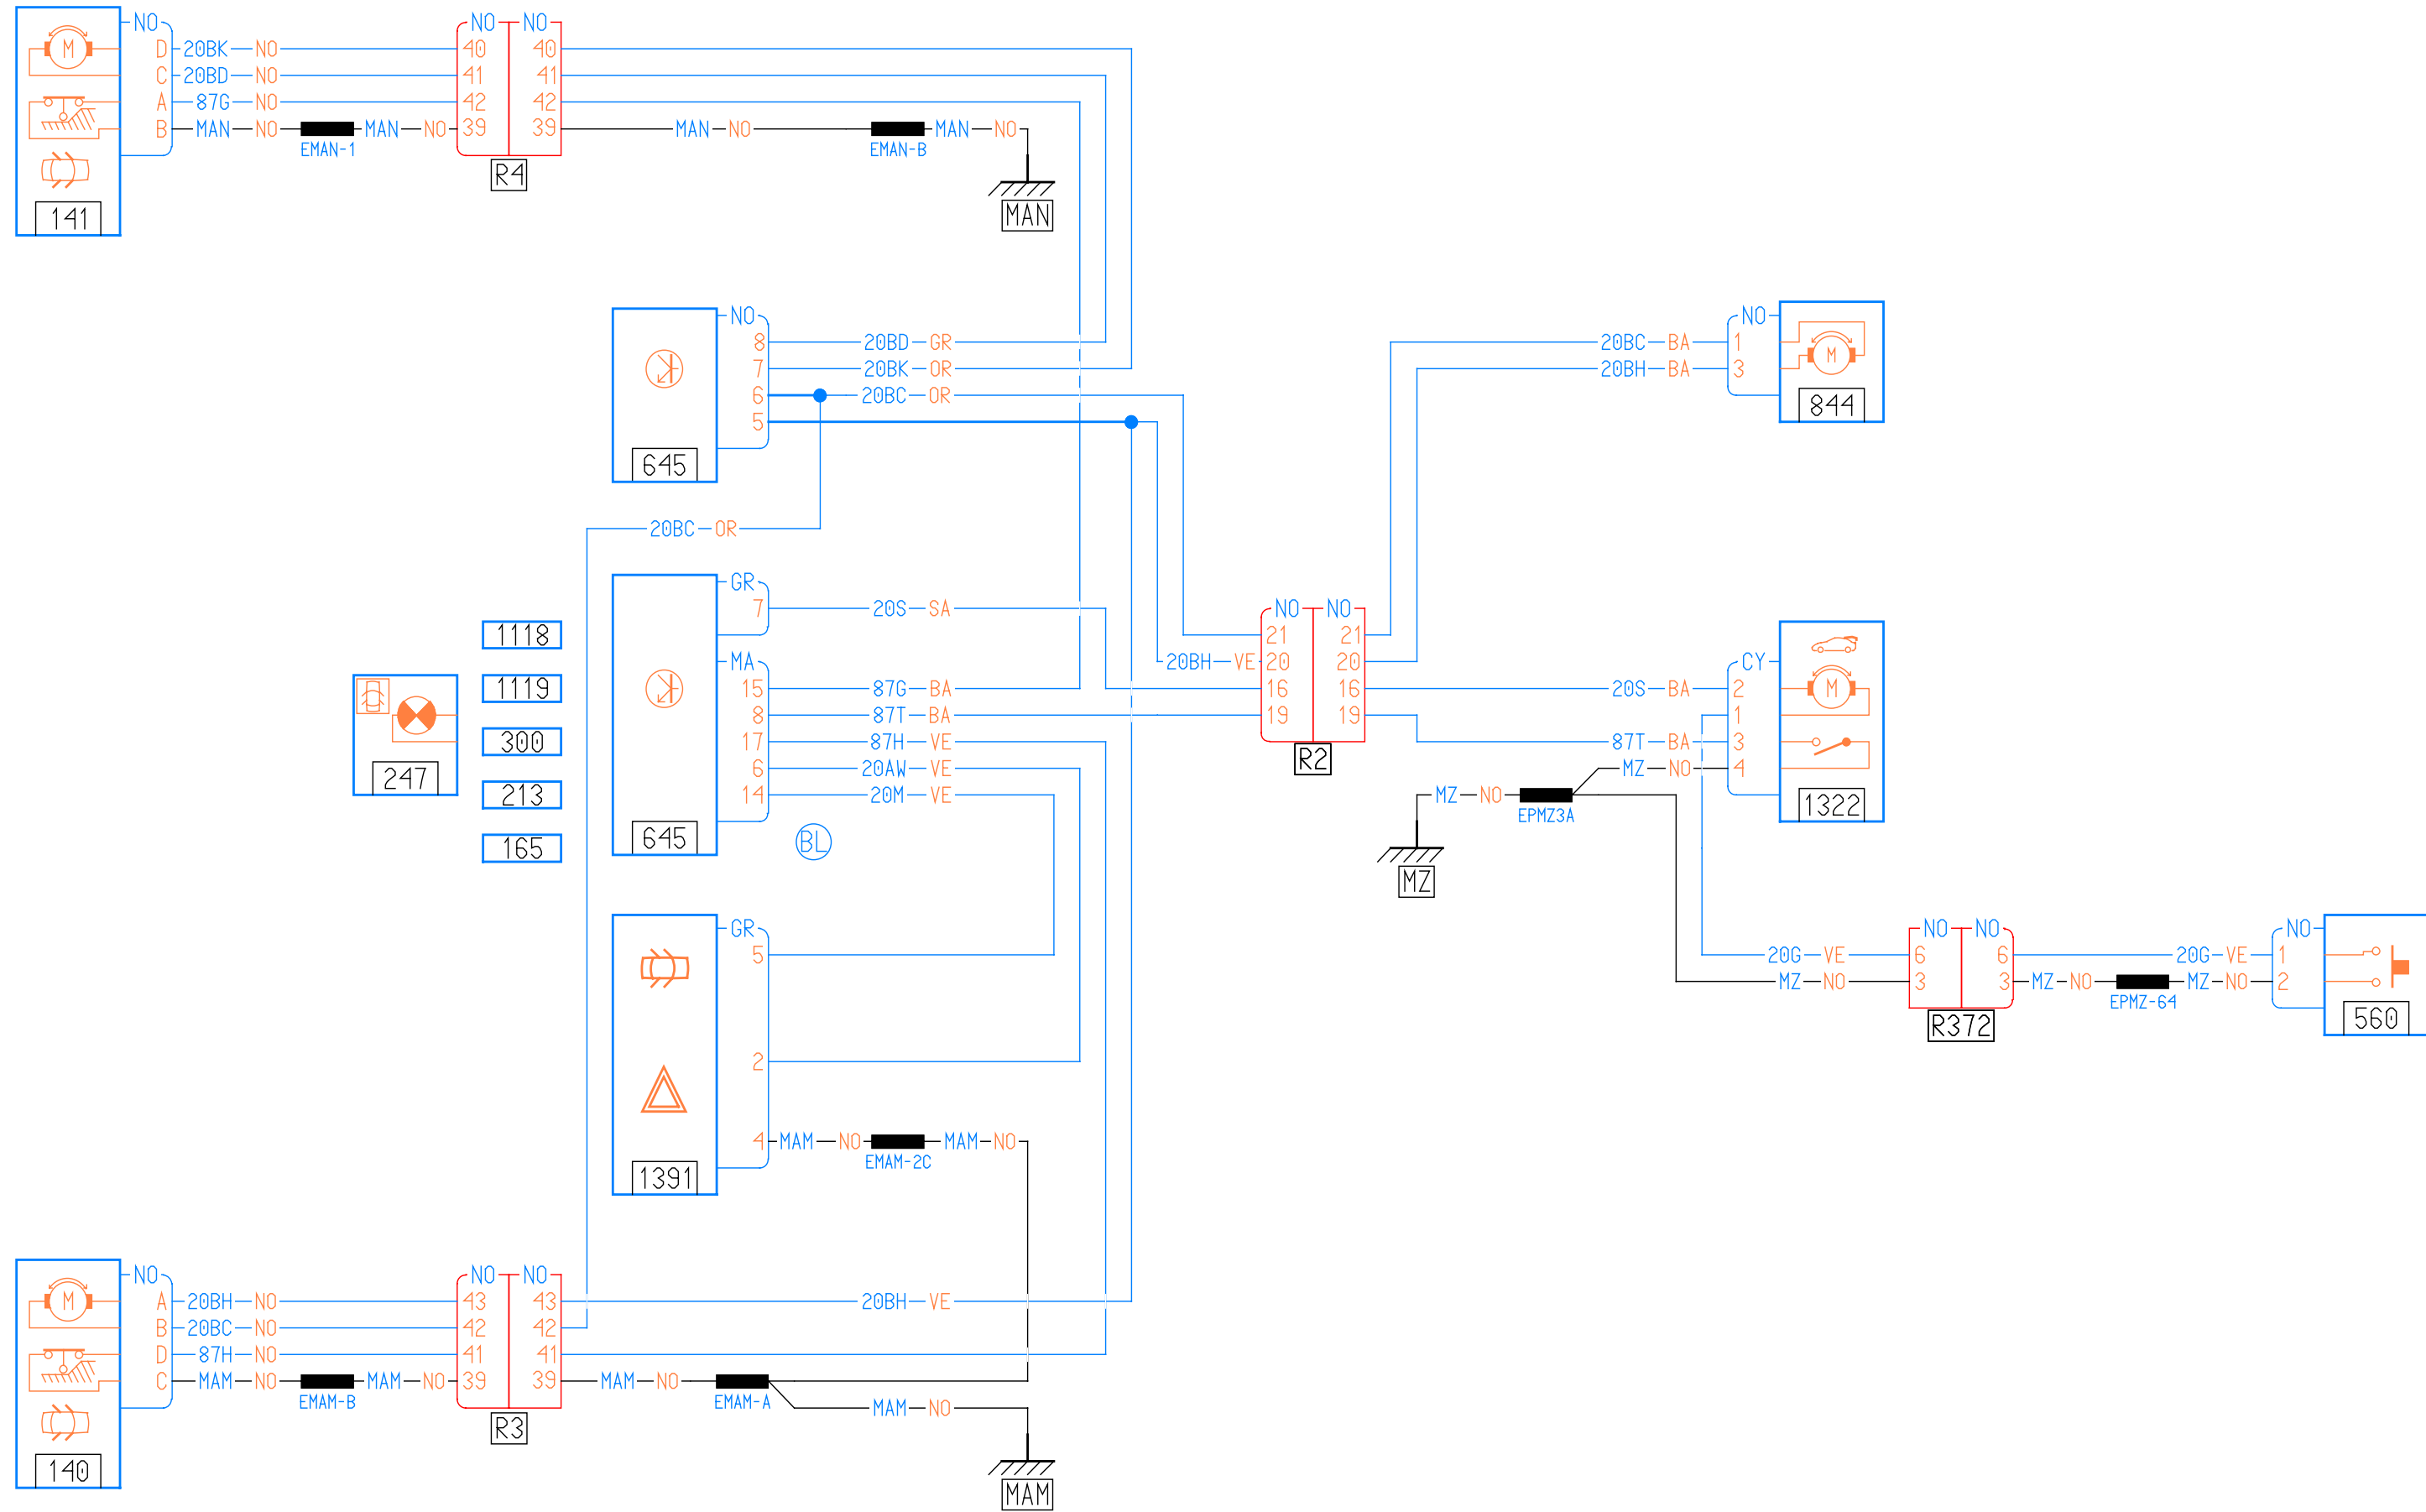 NO NO NO
D 20BK NO 40 40
C 20BD NO 41 41
A 87G NO 42 42
B MAN NO MAN NO 39 39 MAN NO MAN NO
EMAN-1 EMAN-B
R4
141 MAN
M
NO NO
8 20BD GR 20BC BA 1
7 20BK OR 20BH BA 3
M
6 20BC OR
5
844
645
20BC OR
GR
7 20S SA NO NO
1118 21 21
MA 20BH VE 20 20 CY
1119 15 87G BA 16 16 20S BA 2
M
8 87T BA 19 19 1
300 17 87H VE 87T BA 3
R2
6 20AW VE MZ NO 4
247
213 14 20M VE MZ NO
EPMZ3A
1322
645 BL
165
MZ
GR NO NO NO
5 20G VE 6 6 20G VE 1
MZ NO 3 3 MZ NO MZ NO 2
EPMZ-64
R372 560
2
4 MAM NO MAM NO
EMAM-2C
1391
NO NO NO
M
A 20BH NO 43 43 20BH VE
B 20BC NO 42 42
D 87H NO 41 41
C MAM NO MAM NO 39 39 MAM NO
EMAM-B EMAM-A
MAM NO
R3
140 MAM